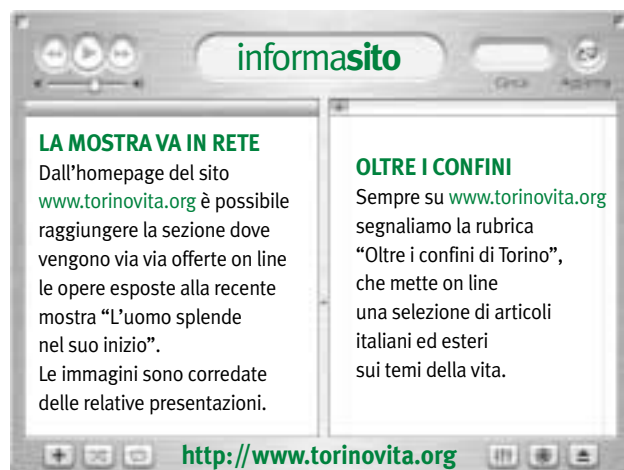 informasito
Cerca
Aggiorna
LA MOSTRA VA IN RETE
Dall'homepage del sito
www.torinovita.org è possibile
raggiungere la sezione dove
vengono via via offerte on line
le opere esposte alla recente
mostra “L'uomo splende
nel suo inizio”.
Le immagini sono corredate
delle relative presentazioni.
OLTRE I CONFINI
Sempre su www.torinovita.org
segnaliamo la rubrica
“Oltre i confini di Torino”,
che mette on line
una selezione di articoli
italiani ed esteri
sui temi della vita.
http://www.torinovita.org